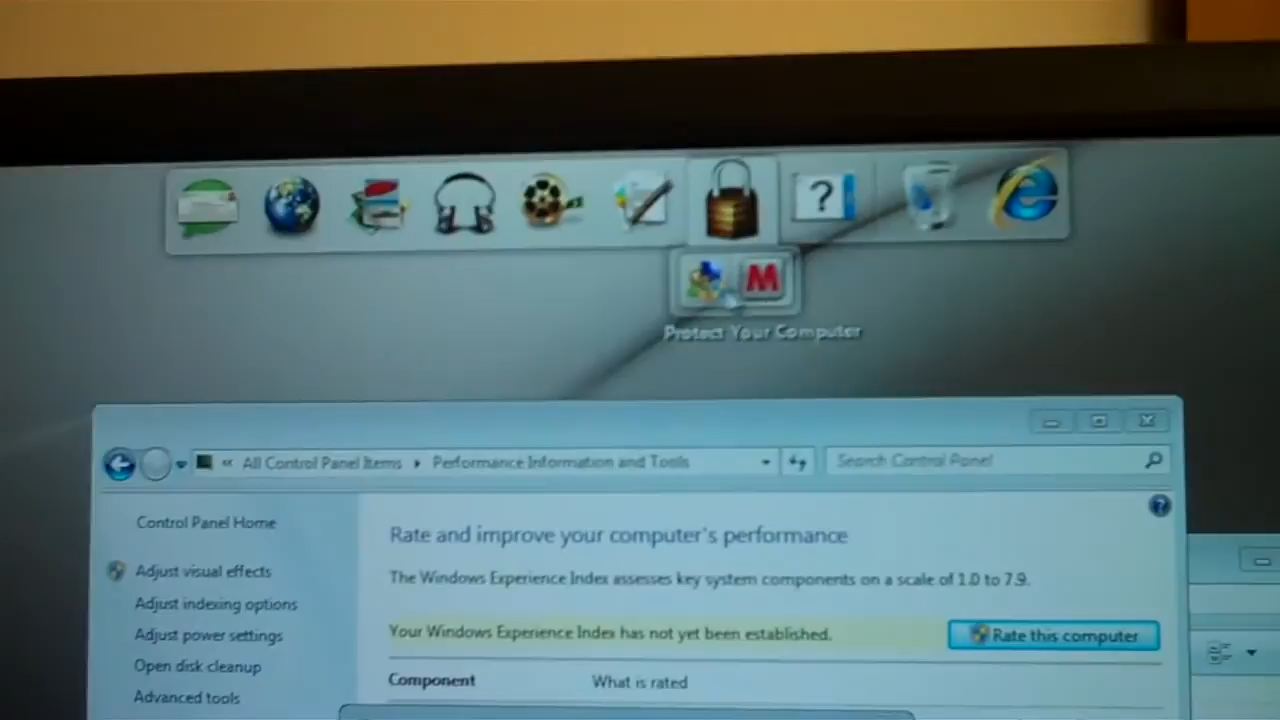 ?
M
Protect Your Computer
« All Control Panel Items ▸ Performance Information and Tools
Search Control Panel
Control Panel Home
Adjust visual effects
Adjust indexing options
Adjust power settings
Open disk cleanup
Advanced tools
?
Rate and improve your computer's performance
The Windows Experience Index assesses key system components on a scale of 1.0 to 7.9.
Your Windows Experience Index has not yet been established.
Rate this computer
Component What is rated